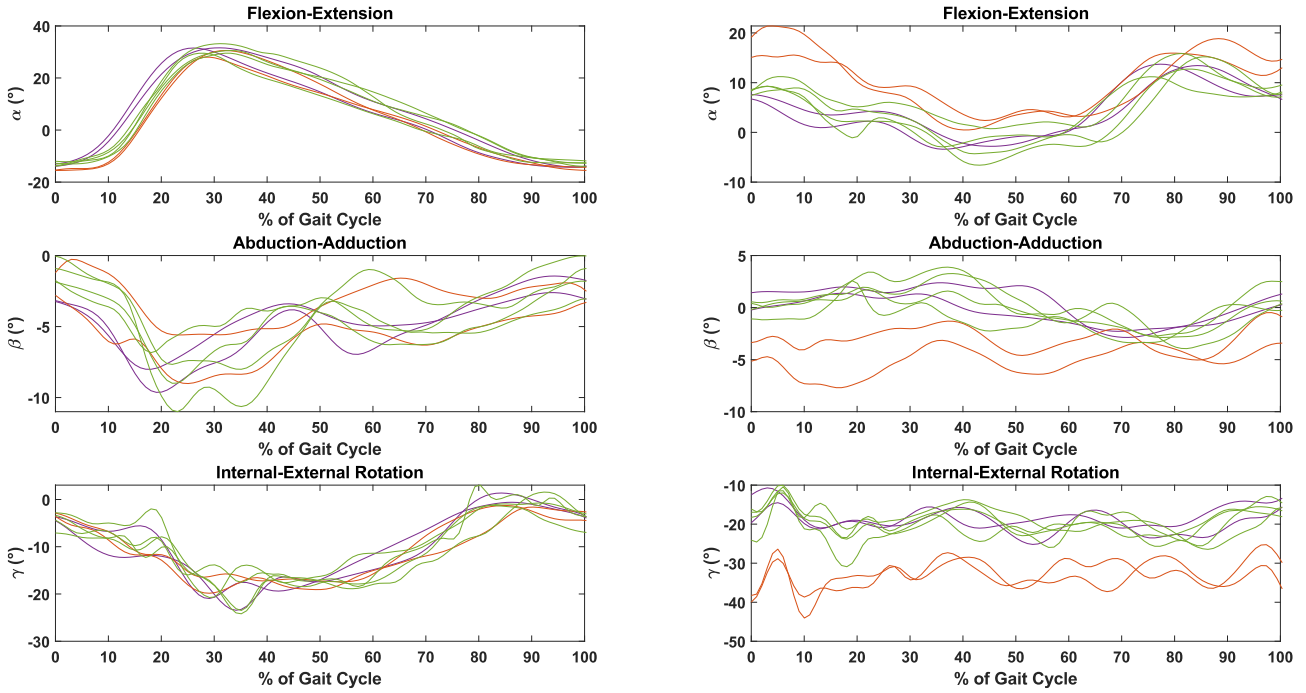 Flexion-Extension
40
20
0
-20
α (°)
0 10 20 30 40 50 60 70 80 90 100
% of Gait Cycle
Abduction-Adduction
0
-5
-10
β (°)
0 10 20 30 40 50 60 70 80 90 100
% of Gait Cycle
Internal-External Rotation
0
-10
-20
-30
γ (°)
0 10 20 30 40 50 60 70 80 90 100
% of Gait Cycle
Flexion-Extension
20
10
0
-10
α (°)
0 10 20 30 40 50 60 70 80 90 100
% of Gait Cycle
Abduction-Adduction
5
0
-5
-10
β (°)
0 10 20 30 40 50 60 70 80 90 100
% of Gait Cycle
Internal-External Rotation
-10
-20
-30
-40
-50
γ (°)
0 10 20 30 40 50 60 70 80 90 100
% of Gait Cycle